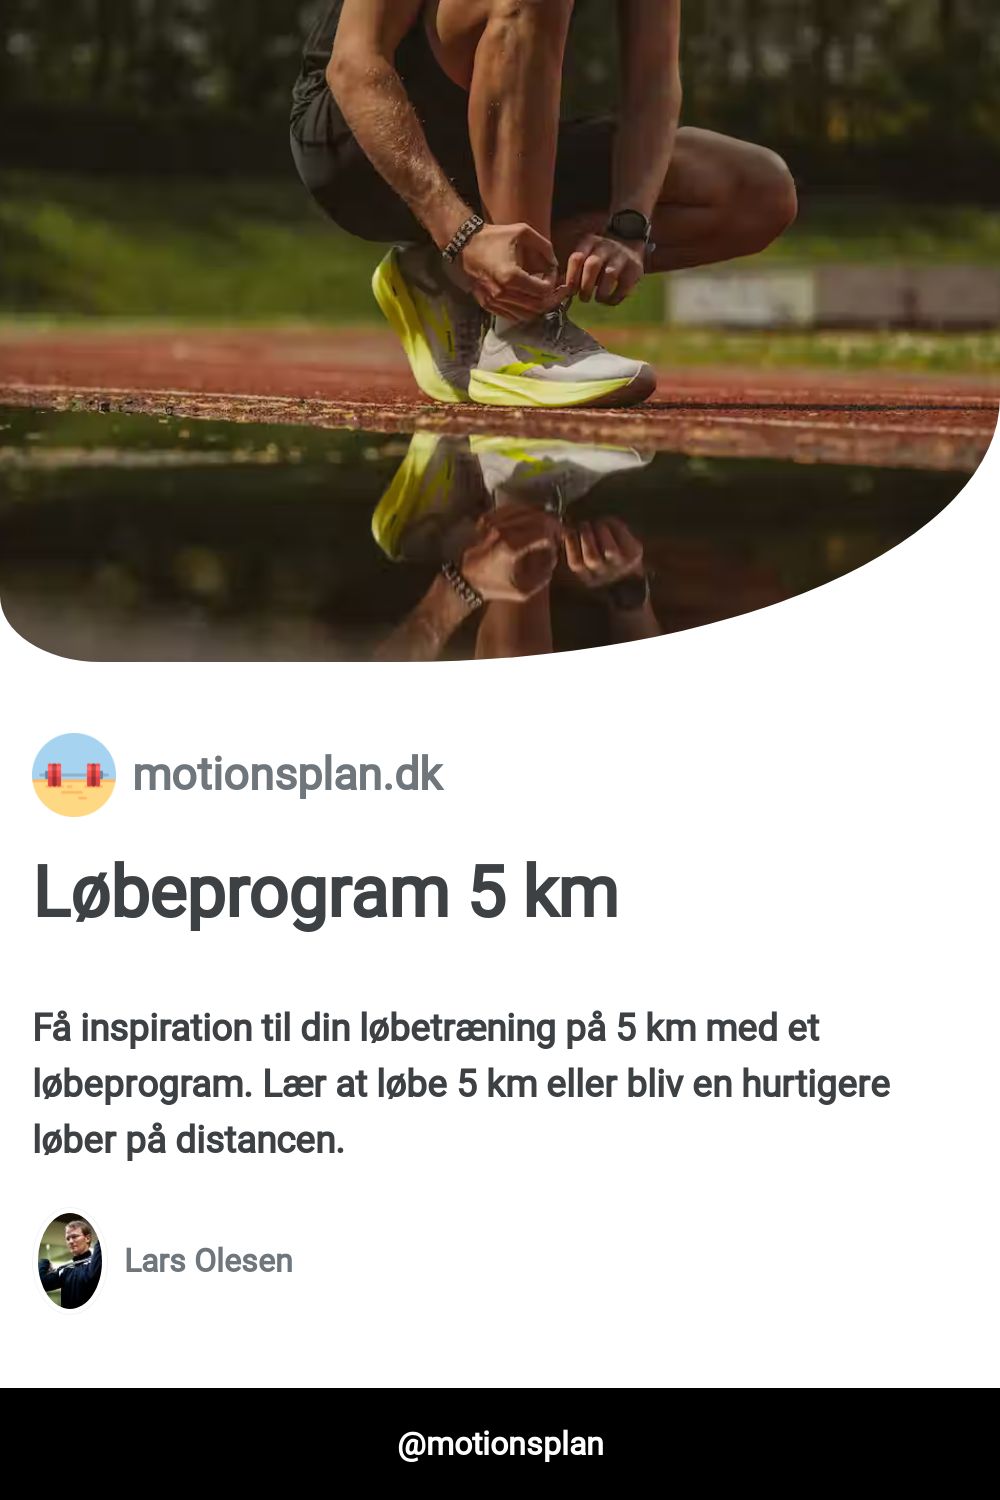 motionsplan.dk
Løbeprogram 5 km
Få inspiration til din løbetræning på 5 km med et
løbeprogram. Lær at løbe 5 km eller bliv en hurtigere
løber på distancen.
Lars Olesen
@motionsplan